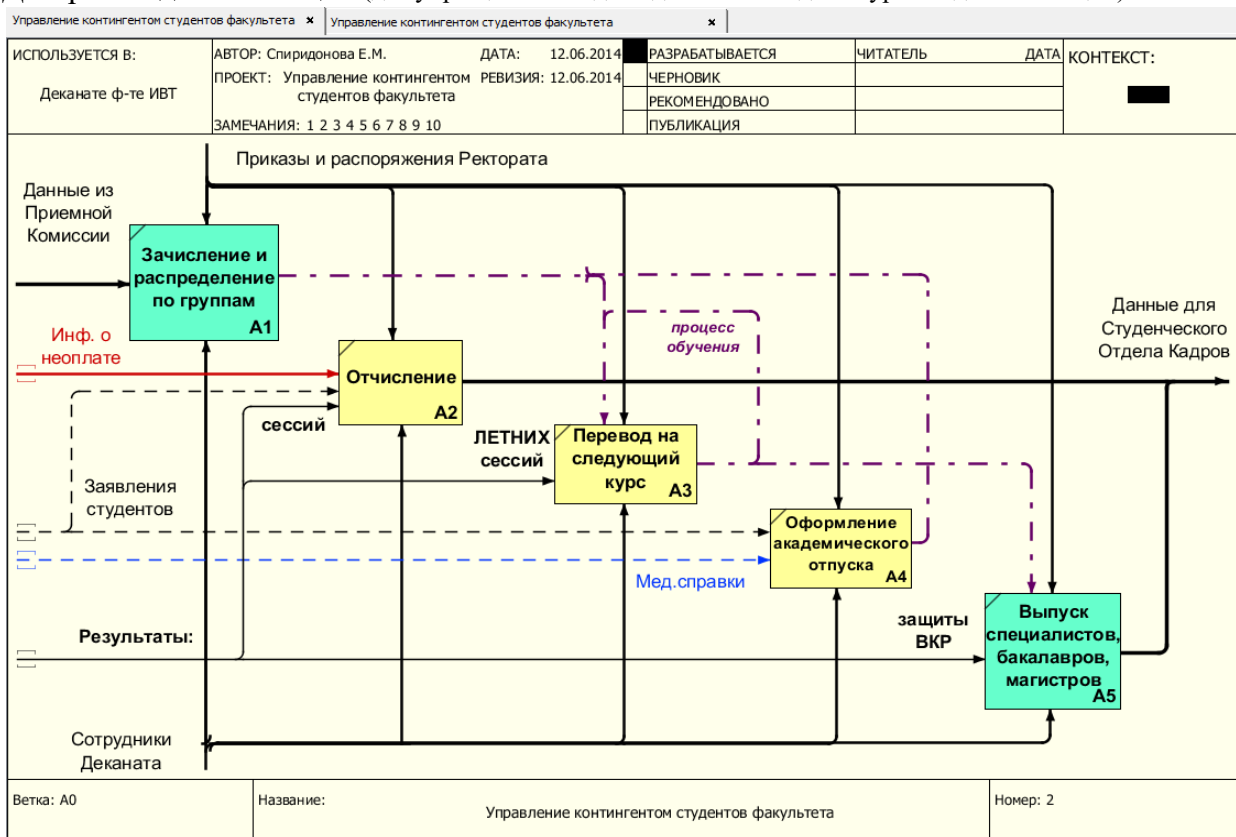 Управление контингентом студентов факультета × Управление контингентом студентов факультета ×
ИСПОЛЬЗУЕТСЯ В:
Деканате ф-те ИВТ
АВТОР: Спиридонова Е.М. ДАТА: 12.06.2014
ПРОЕКТ: Управление контингентом РЕВИЗИЯ: 12.06.2014
студентов факультета
ЗАМЕЧАНИЯ: 1 2 3 4 5 6 7 8 9 10
РАЗРАБАТЫВАЕТСЯ
ЧЕРНОВИК
РЕКОМЕНДОВАНО
ПУБЛИКАЦИЯ
ЧИТАТЕЛЬ ДАТА
КОНТЕКСТ:
Приказы и распоряжения Ректората
Данные из
Приемной
Комиссии
Зачисление и
распределение
по группам
A1
Инф. о
неоплате
Отчисление
A2
сессий
процесс
обучения
Данные для
Студенческого
Отдела Кадров
ЛЕТНИХ
сессий
Перевод на
следующий
курс
A3
Заявления
студентов
Оформление
академического
отпуска
A4
Мед.справки
Результаты:
защиты
ВКР
Выпуск
специалистов,
бакалавров,
магистров
A5
Сотрудники
Деканата
Ветка: A0
Название:
Управление контингентом студентов факультета
Номер: 2